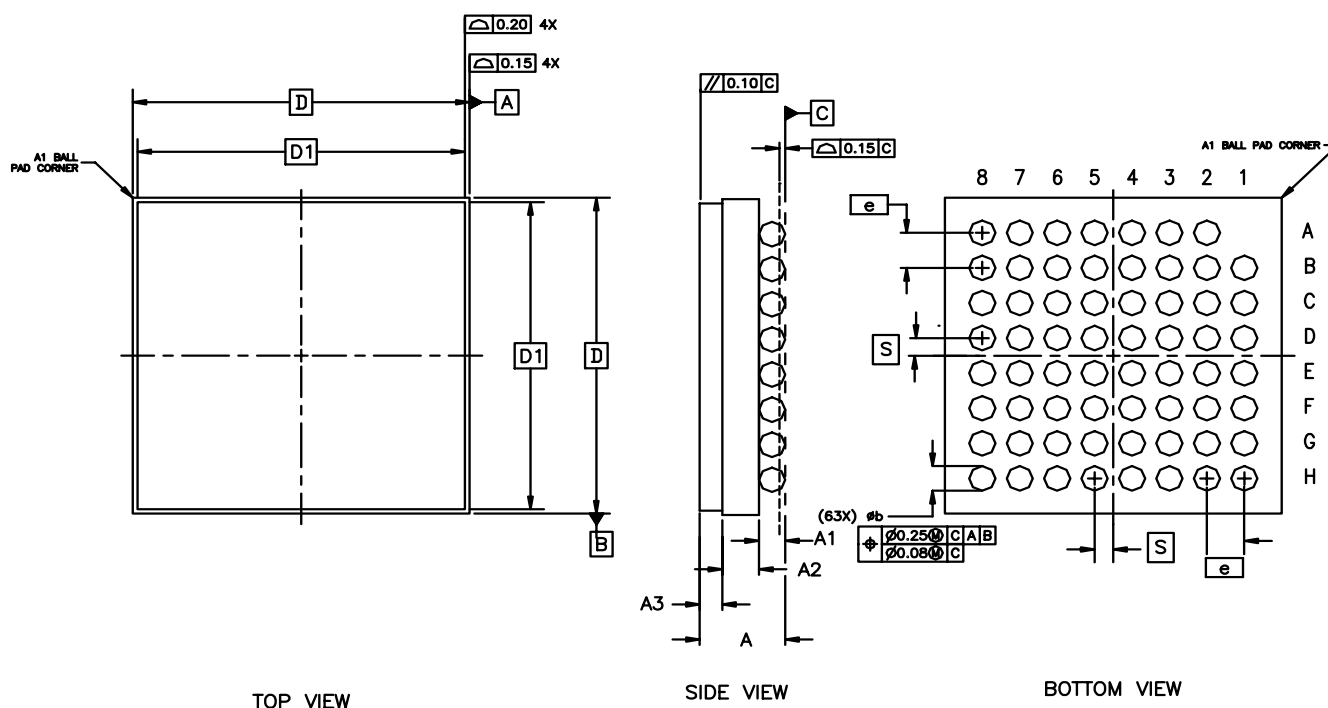 ⌓ 0.20 4X
⌓ 0.15 4X
D
A
D1
A1 BALL
PAD CORNER
D1
D
B
TOP VIEW
// 0.10 C
C
⌓ 0.15 C
A1
A2
A3
A
SIDE VIEW
A1 BALL PAD CORNER
8 7 6 5 4 3 2 1
e
A
B
C
D
S
E
F
G
H
(63X) øb
⌖ Ø0.25Ⓜ C A B
Ø0.08Ⓜ C
S
e
BOTTOM VIEW